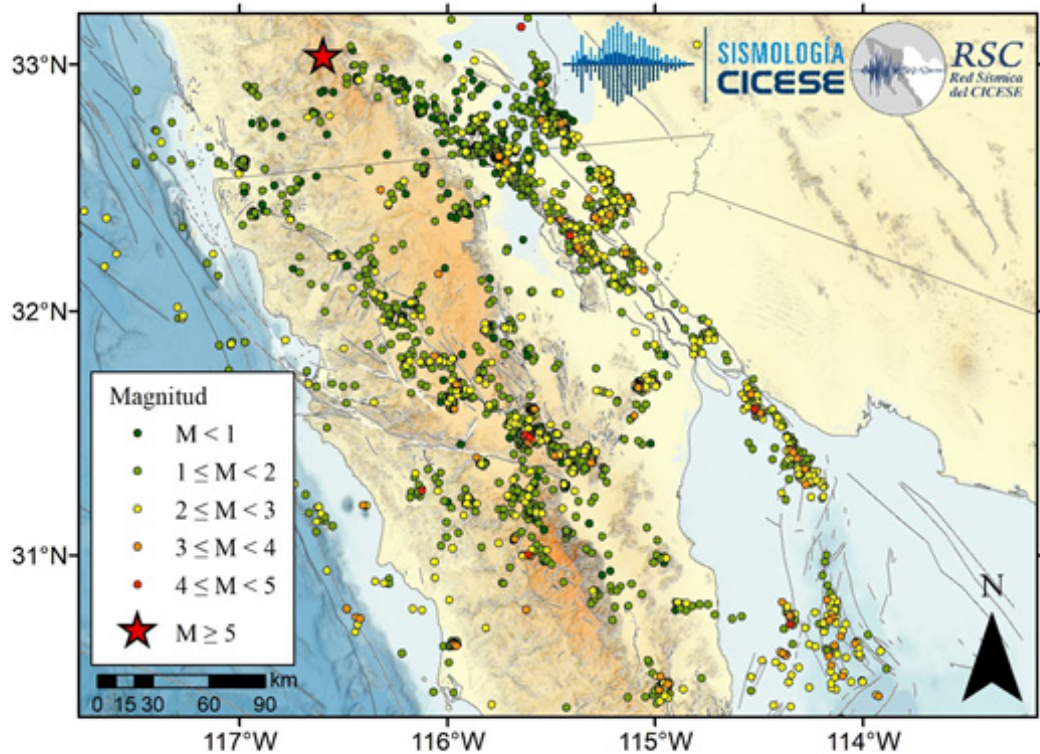 33°N
32°N
31°N
SISMOLOGÍA
CICESE
RSC
Red Sísmica
del CICESE
Magnitud
M < 1
1 ≤ M < 2
2 ≤ M < 3
3 ≤ M < 4
4 ≤ M < 5
M ≥ 5
km
0 15 30 60 90
N
117°W 116°W 115°W 114°W